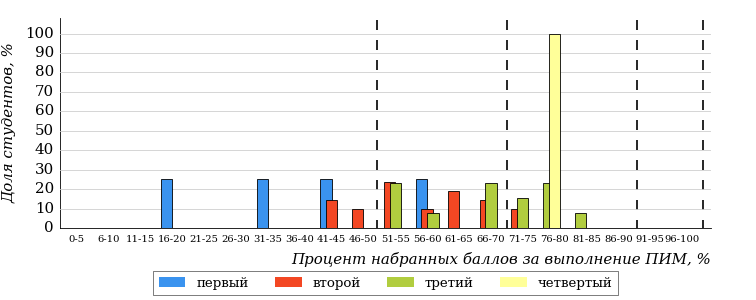 Доля студентов, %
100
90
80
70
60
50
40
30
20
10
0
0-5 6-10 11-15 16-20 21-25 26-30 31-35 36-40 41-45 46-50 51-55 56-60 61-65 66-70 71-75 76-80 81-85 86-90 91-95 96-100
Процент набранных баллов за выполнение ПИМ, %
первый второй третий четвертый